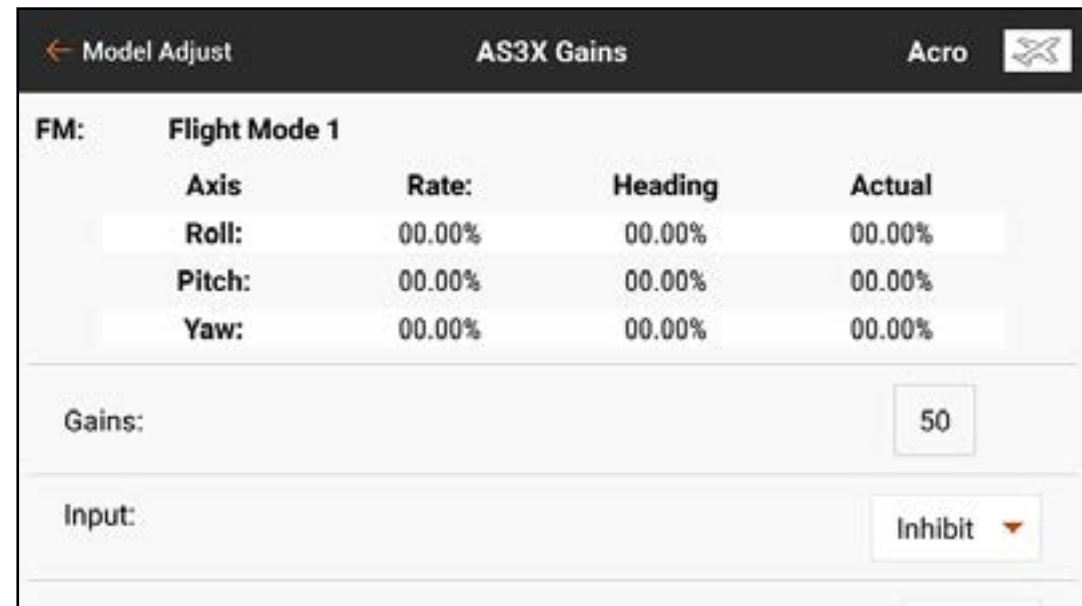 ← Model Adjust AS3X Gains Acro
FM: Flight Mode 1
Axis Rate: Heading Actual
Roll: 00.00% 00.00% 00.00%
Pitch: 00.00% 00.00% 00.00%
Yaw: 00.00% 00.00% 00.00%
Gains: 50
Input: Inhibit